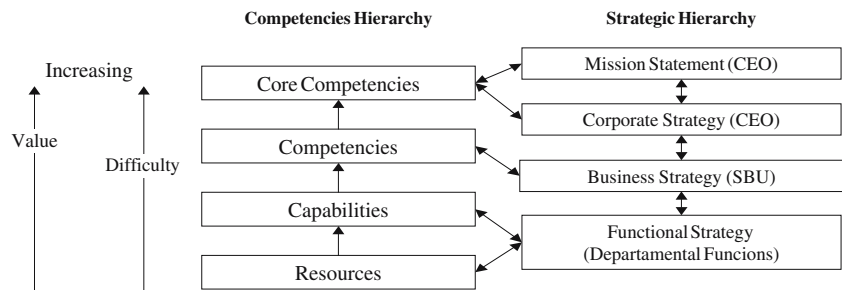 Competencies Hierarchy
Strategic Hierarchy
Increasing
Value
Difficulty
Core Competencies
Competencies
Capabilities
Resources
Mission Statement (CEO)
Corporate Strategy (CEO)
Business Strategy (SBU)
Functional Strategy
(Departamental Funcions)